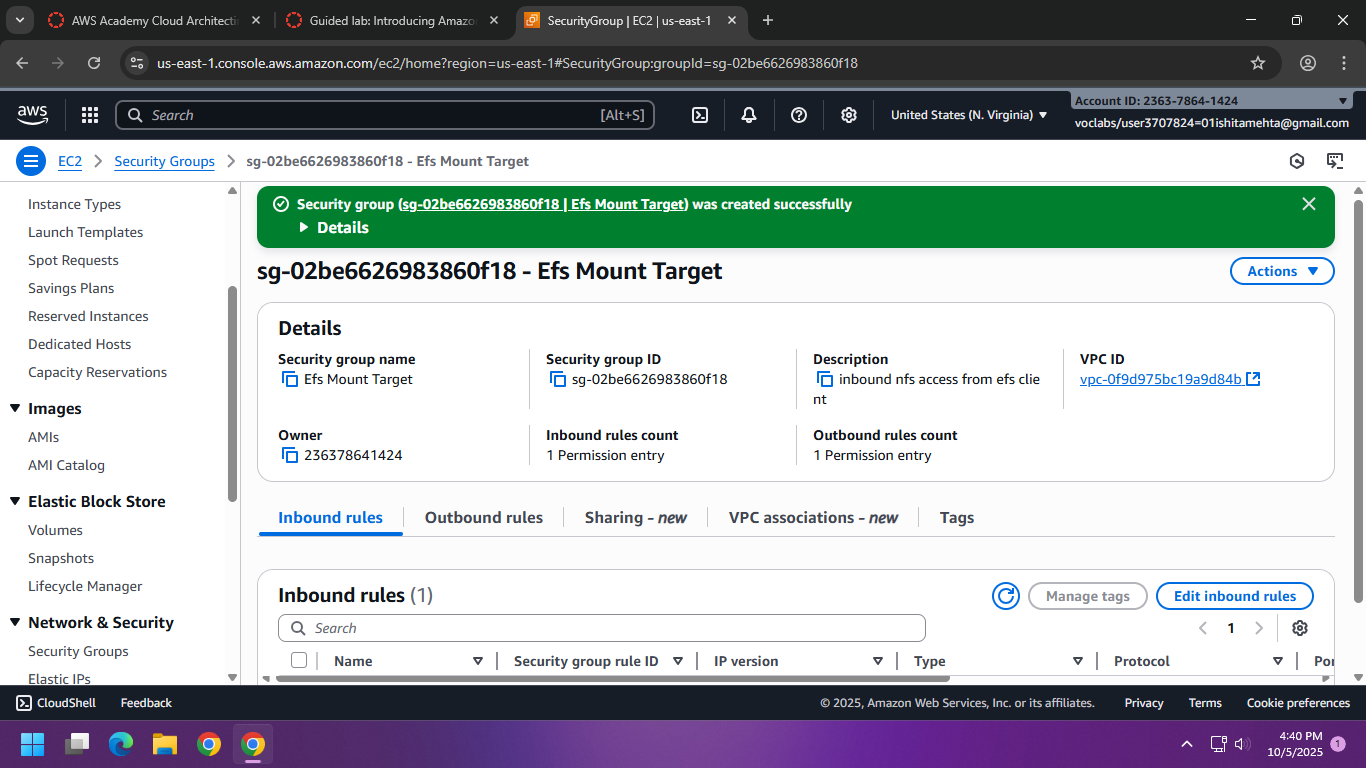 AWS Academy Cloud Architecti
Guided lab: Introducing Amazo
SecurityGroup | EC2 | us-east-1
us-east-1.console.aws.amazon.com/ec2/home?region=us-east-1#SecurityGroup:groupId=sg-02be6626983860f18
aws
Search
[Alt+S]
United States (N. Virginia)
Account ID: 2363-7864-1424
voclabs/user3707824=01ishitamehta@gmail.com
EC2
Security Groups
sg-02be6626983860f18 - Efs Mount Target
Instance Types
Launch Templates
Spot Requests
Savings Plans
Reserved Instances
Dedicated Hosts
Capacity Reservations
Images
AMIs
AMI Catalog
Elastic Block Store
Volumes
Snapshots
Lifecycle Manager
Network & Security
Security Groups
Elastic IPs
Security group (sg-02be6626983860f18 | Efs Mount Target) was created successfully
Details
sg-02be6626983860f18 - Efs Mount Target
Actions
Details
Security group name
Efs Mount Target
Security group ID
sg-02be6626983860f18
Description
inbound nfs access from efs clie
nt
VPC ID
vpc-0f9d975bc19a9d84b
Owner
236378641424
Inbound rules count
1 Permission entry
Outbound rules count
1 Permission entry
Inbound rules
Outbound rules
Sharing - new
VPC associations - new
Tags
Inbound rules (1)
Manage tags
Edit inbound rules
Search
1
Name
Security group rule ID
IP version
Type
Protocol
Por
CloudShell
Feedback
© 2025, Amazon Web Services, Inc. or its affiliates.
Privacy
Terms
Cookie preferences
4:40 PM
10/5/2025
1